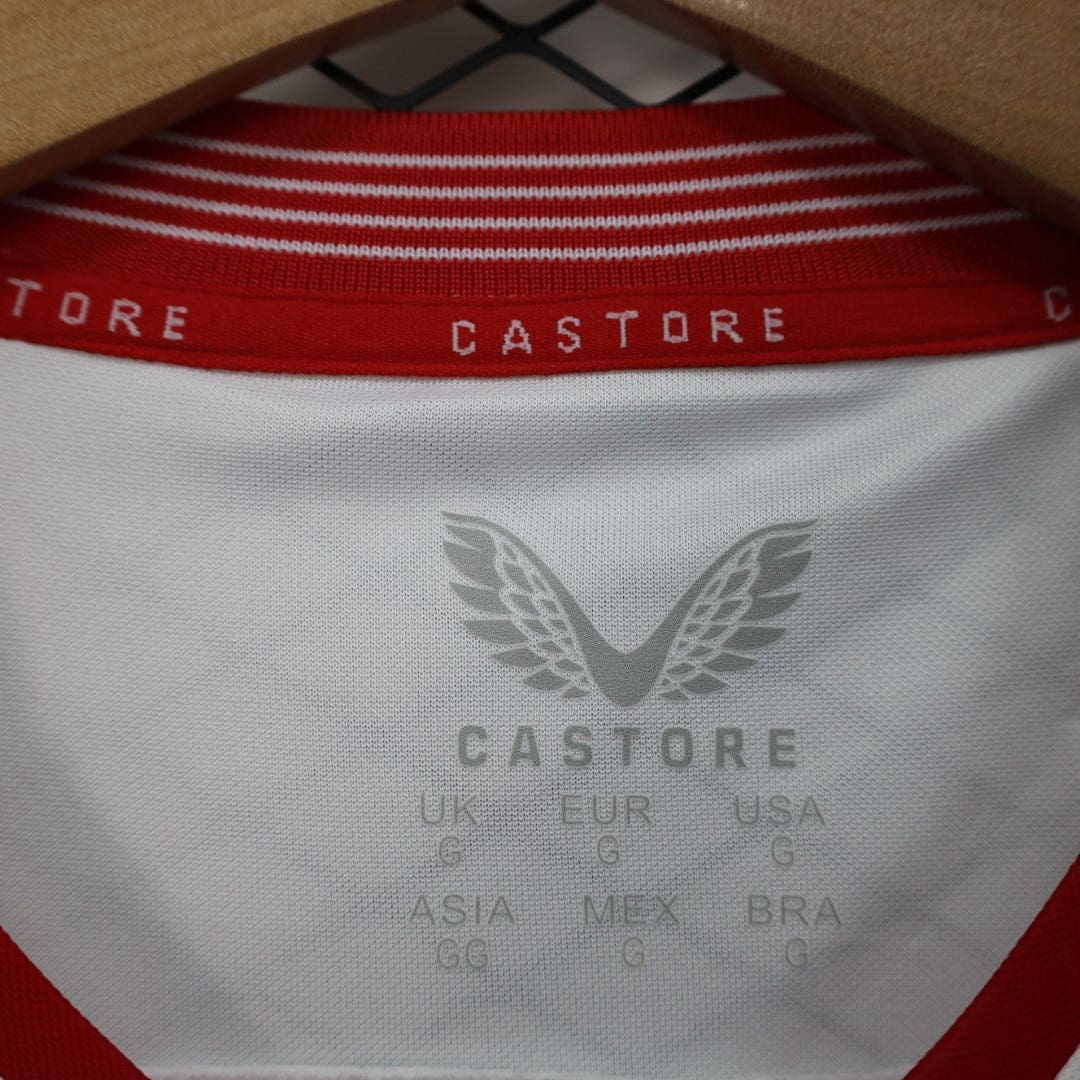 TORE CASTORE C
CASTORE
UK EUR USA
G G G
ASIA MEX BRA
GG G G